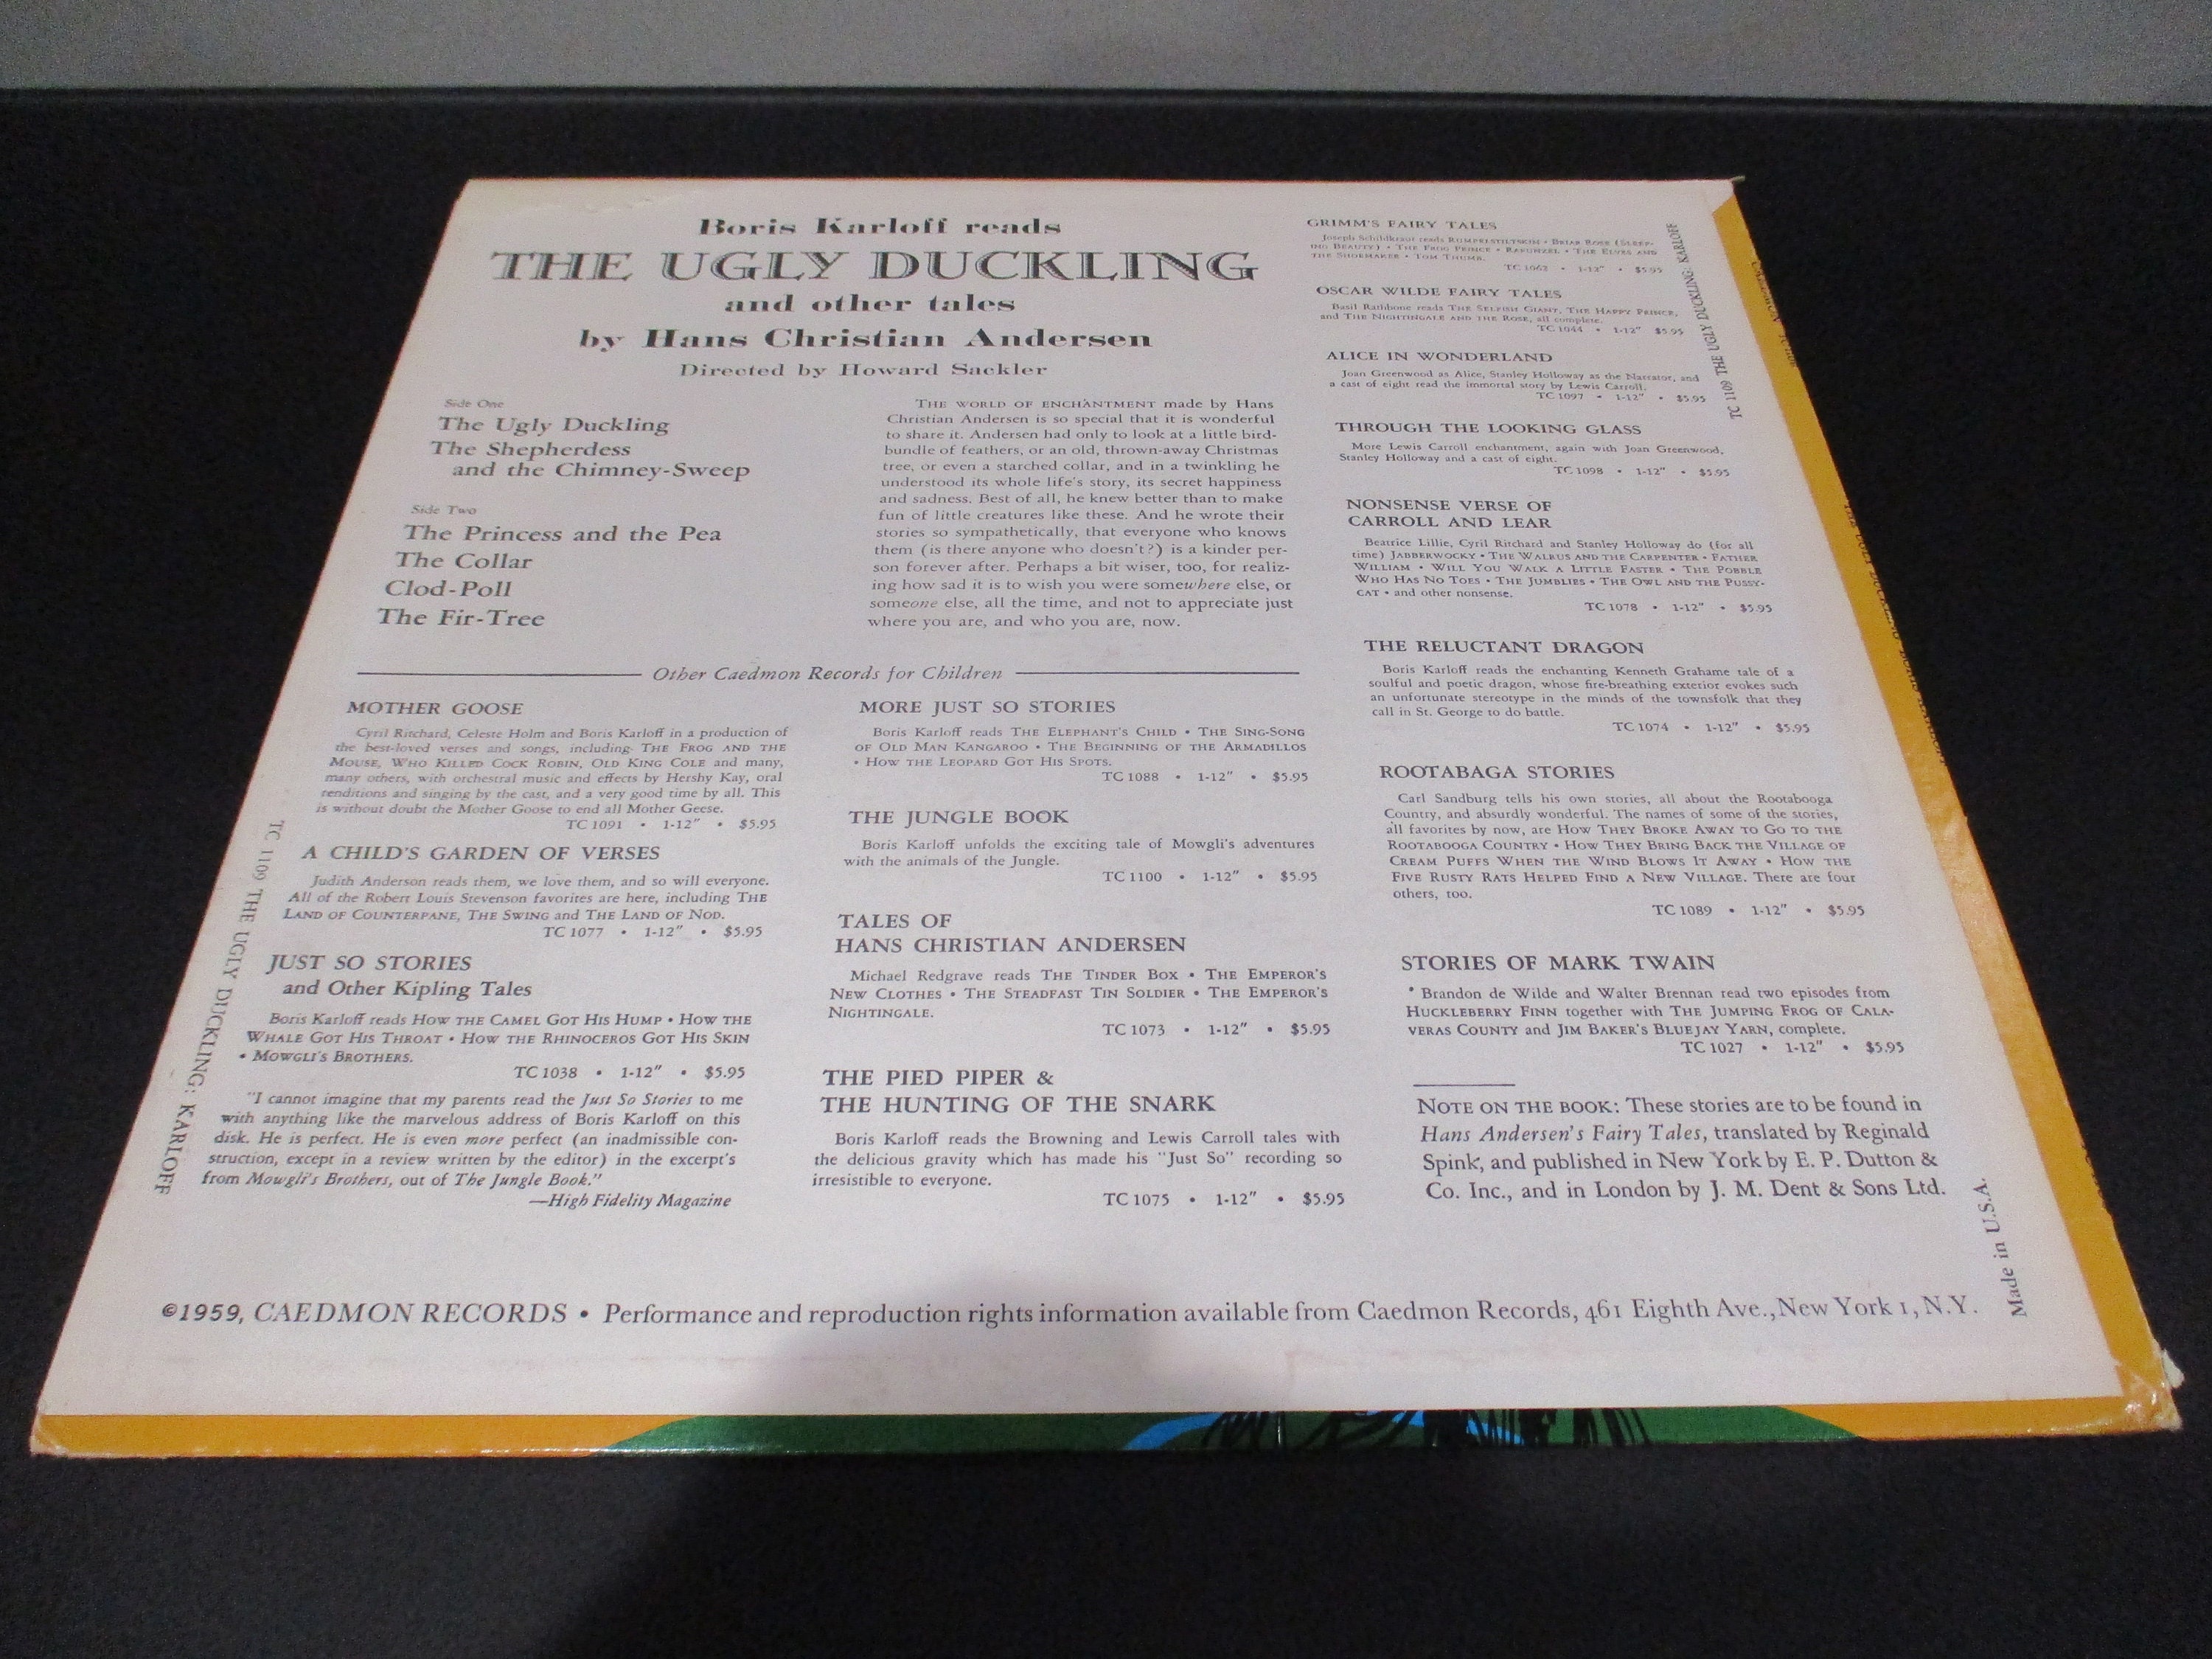 Boris Karloff reads
THE UGLY DUCKLING
and other tales
by Hans Christian Andersen
Directed by Howard Sackler
Side One
The Ugly Duckling
The Shepherdess
and the Chimney-Sweep
Side Two
The Princess and the Pea
The Collar
Clod-Poll
The Fir-Tree
THE WORLD OF ENCHANTMENT made by Hans
Christian Andersen is so special that it is wonderful
to share it. Andersen had only to look at a little bird-
bundle of feathers, or an old, thrown-away Christmas
tree, or even a starched collar, and in a twinkling he
understood its whole life's story, its secret happiness
and sadness. Best of all, he knew better than to make
fun of little creatures like these. And he wrote their
stories so sympathetically, that everyone who knows
them (is there anyone who doesn't?) is a kinder per-
son forever after. Perhaps a bit wiser, too, for realiz-
ing how sad it is to wish you were somewhere else, or
someone else, all the time, and not to appreciate just
where you are, and who you are, now.
Other Caedmon Records for Children
MOTHER GOOSE
Cyril Ritchard, Celeste Holm and Boris Karloff in a production of
the best-loved verses and songs, including THE FROG AND THE
MOUSE, WHO KILLED COCK ROBIN, OLD KING COLE and many,
many others, with orchestral music and effects by Hershy Kay, oral
renditions and singing by the cast, and a very good time by all. This
is without doubt the Mother Goose to end all Mother Geese.
TC 1091 • 1-12" • $5.95
A CHILD'S GARDEN OF VERSES
Judith Anderson reads them, we love them, and so will everyone.
All of the Robert Louis Stevenson favorites are here, including THE
LAND OF COUNTERPANE, THE SWING and THE LAND OF NOD.
TC 1077 • 1-12" • $5.95
JUST SO STORIES
and Other Kipling Tales
Boris Karloff reads HOW THE CAMEL GOT HIS HUMP • HOW THE
WHALE GOT HIS THROAT • HOW THE RHINOCEROS GOT HIS SKIN
• MOWGLI'S BROTHERS.
TC 1038 • 1-12" • $5.95
"I cannot imagine that my parents read the Just So Stories to me
with anything like the marvelous address of Boris Karloff on this
disk. He is perfect. He is even more perfect (an inadmissible con-
struction, except in a review written by the editor) in the excerpt's
from Mowgli's Brothers, out of The Jungle Book."
—High Fidelity Magazine
MORE JUST SO STORIES
Boris Karloff reads THE ELEPHANT'S CHILD • THE SING-SONG
OF OLD MAN KANGAROO • THE BEGINNING OF THE ARMADILLOS
• HOW THE LEOPARD GOT HIS SPOTS.
TC 1088 • 1-12" • $5.95
THE JUNGLE BOOK
Boris Karloff unfolds the exciting tale of Mowgli's adventures
with the animals of the Jungle.
TC 1100 • 1-12" • $5.95
TALES OF
HANS CHRISTIAN ANDERSEN
Michael Redgrave reads THE TINDER BOX • THE EMPEROR'S
NEW CLOTHES • THE STEADFAST TIN SOLDIER • THE EMPEROR'S
NIGHTINGALE.
TC 1073 • 1-12" • $5.95
THE PIED PIPER &
THE HUNTING OF THE SNARK
Boris Karloff reads the Browning and Lewis Carroll tales with
the delicious gravity which has made his "Just So" recording so
irresistible to everyone.
TC 1075 • 1-12" • $5.95
GRIMM'S FAIRY TALES
Joseph Schildkraut reads RUMPELSTILTSKIN • BRIAR ROSE (SLEEP-
ING BEAUTY) • THE FROG PRINCE • RAPUNZEL • THE ELVES AND
THE SHOEMAKER • TOM THUMB.
TC 1062 • 1-12" • $5.95
OSCAR WILDE FAIRY TALES
Basil Rathbone reads THE SELFISH GIANT, THE HAPPY PRINCE,
and THE NIGHTINGALE AND THE ROSE, all complete.
TC 1044 • 1-12" $5.95
ALICE IN WONDERLAND
Joan Greenwood as Alice, Stanley Holloway as the Narrator, and
a cast of eight read the immortal story by Lewis Carroll.
TC 1097 • 1-12" • $5.95
THROUGH THE LOOKING GLASS
More Lewis Carroll enchantment, again with Joan Greenwood,
Stanley Holloway and a cast of eight.
TC 1098 • 1-12" • $5.95
NONSENSE VERSE OF
CARROLL AND LEAR
Beatrice Lillie, Cyril Ritchard and Stanley Holloway do (for all
time) JABBERWOCKY • THE WALRUS AND THE CARPENTER • FATHER
WILLIAM • WILL YOU WALK A LITTLE FASTER • THE POBBLE
WHO HAS NO TOES • THE JUMBLIES • THE OWL AND THE PUSSY-
CAT • and other nonsense.
TC 1078 • 1-12" • $5.95
THE RELUCTANT DRAGON
Boris Karloff reads the enchanting Kenneth Grahame tale of a
soulful and poetic dragon, whose fire-breathing exterior evokes such
an unfortunate stereotype in the minds of the townsfolk that they
call in St. George to do battle.
TC 1074 • 1-12" • $5.95
ROOTABAGA STORIES
Carl Sandburg tells his own stories, all about the Rootabooga
Country, and absurdly wonderful. The names of some of the stories,
all favorites by now, are HOW THEY BROKE AWAY TO GO TO THE
ROOTABOOGA COUNTRY • HOW THEY BRING BACK THE VILLAGE OF
CREAM PUFFS WHEN THE WIND BLOWS IT AWAY • HOW THE
FIVE RUSTY RATS HELPED FIND A NEW VILLAGE. There are four
others, too.
TC 1089 • 1-12" • $5.95
STORIES OF MARK TWAIN
Brandon de Wilde and Walter Brennan read two episodes from
HUCKLEBERRY FINN together with THE JUMPING FROG OF CALA-
VERAS COUNTY and JIM BAKER'S BLUEJAY YARN, complete.
TC 1027 • 1-12" • $5.95
NOTE ON THE BOOK: These stories are to be found in
Hans Andersen's Fairy Tales, translated by Reginald
Spink, and published in New York by E. P. Dutton &
Co. Inc., and in London by J. M. Dent & Sons Ltd.
TC 1109 THE UGLY DUCKLING: KARLOFF
TC 1109 THE UGLY DUCKLING: KARLOFF
Made in U.S.A.
©1959, CAEDMON RECORDS • Performance and reproduction rights information available from Caedmon Records, 461 Eighth Ave., New York 1, N.Y.